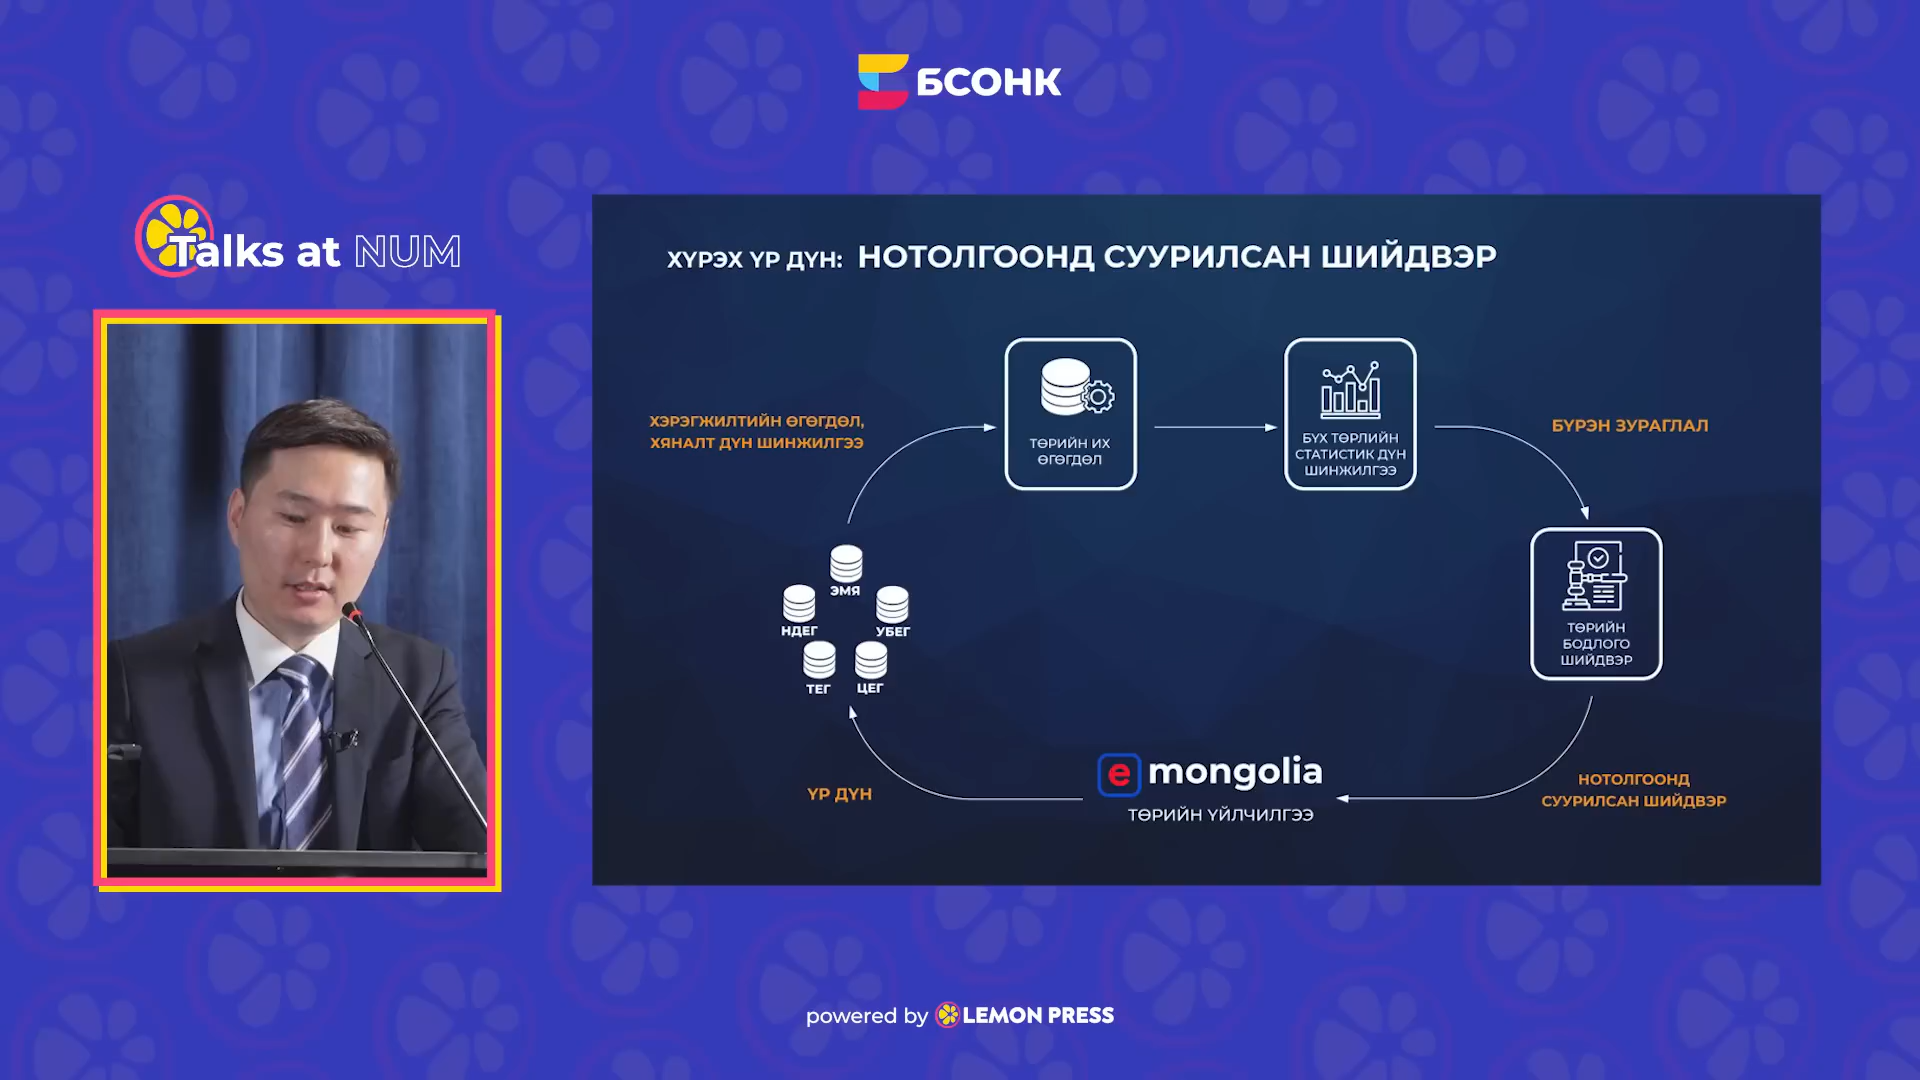 БСОНК
Talks at NUM
ХҮРЭХ ҮР ДҮН: НОТОЛГООНД СУУРИЛСАН ШИЙДВЭР
ХЭРЭГЖИЛТИЙН ӨГӨГДӨЛ,
ХЯНАЛТ ДҮН ШИНЖИЛГЭЭ
ТӨРИЙН ИХ
ӨГӨГДӨЛ
БҮХ ТӨРЛИЙН
СТАТИСТИК ДҮН
ШИНЖИЛГЭЭ
БҮРЭН ЗУРАГЛАЛ
ТӨРИЙН
БОДЛОГО
ШИЙДВЭР
ЭМЯ
НДЕГ
УБЕГ
ТЕГ
ЦЕГ
e mongolia
ТӨРИЙН ҮЙЛЧИЛГЭЭ
ҮР ДҮН
НОТОЛГООНД
СУУРИЛСАН ШИЙДВЭР
powered by LEMON PRESS